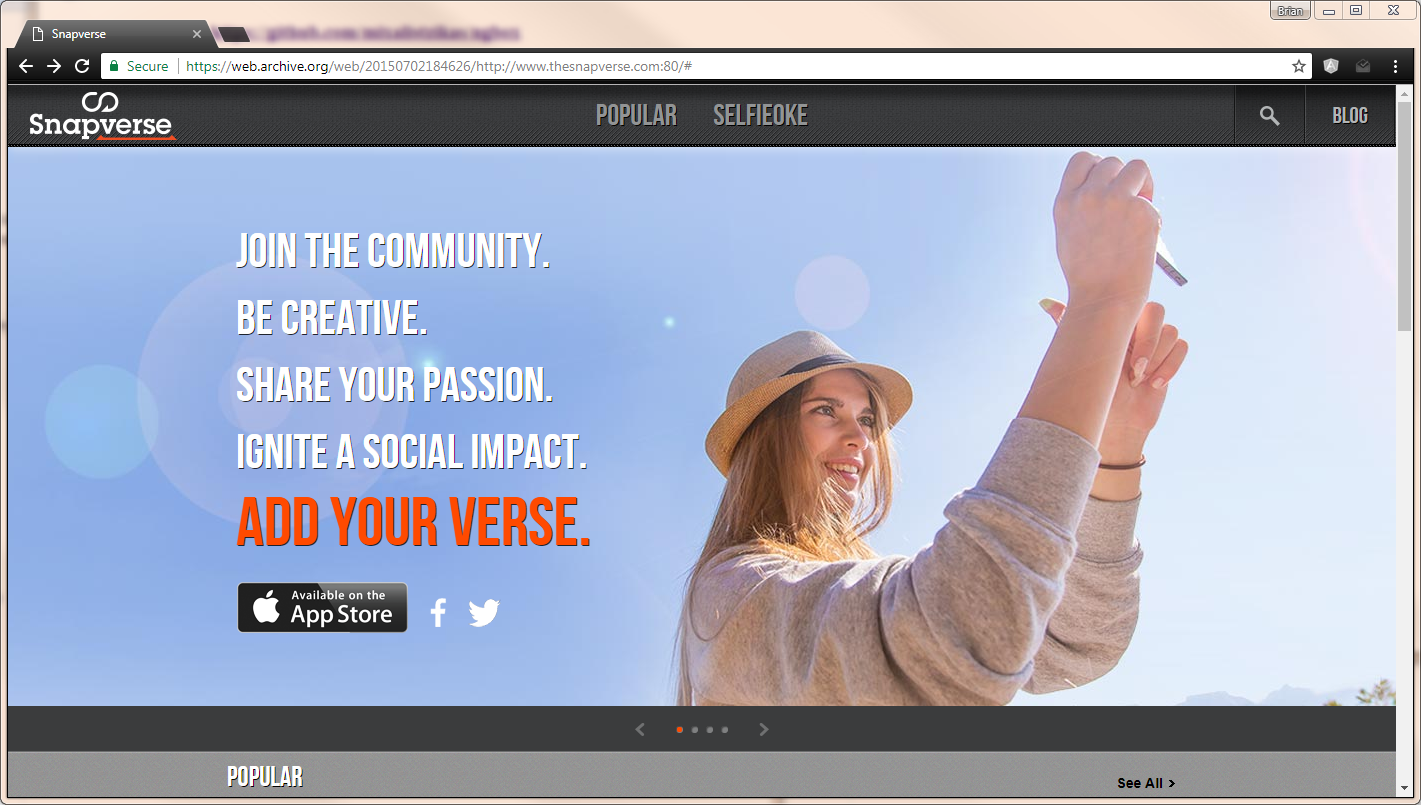 Brian
Snapverse
Secure
https://web.archive.org/web/20150702184626/http://www.thesnapverse.com:80/#
Snapverse
POPULAR
SELFIEOKE
BLOG
JOIN THE COMMUNITY.
BE CREATIVE.
SHARE YOUR PASSION.
IGNITE A SOCIAL IMPACT.
ADD YOUR VERSE.
Available on the
App Store
POPULAR
See All >